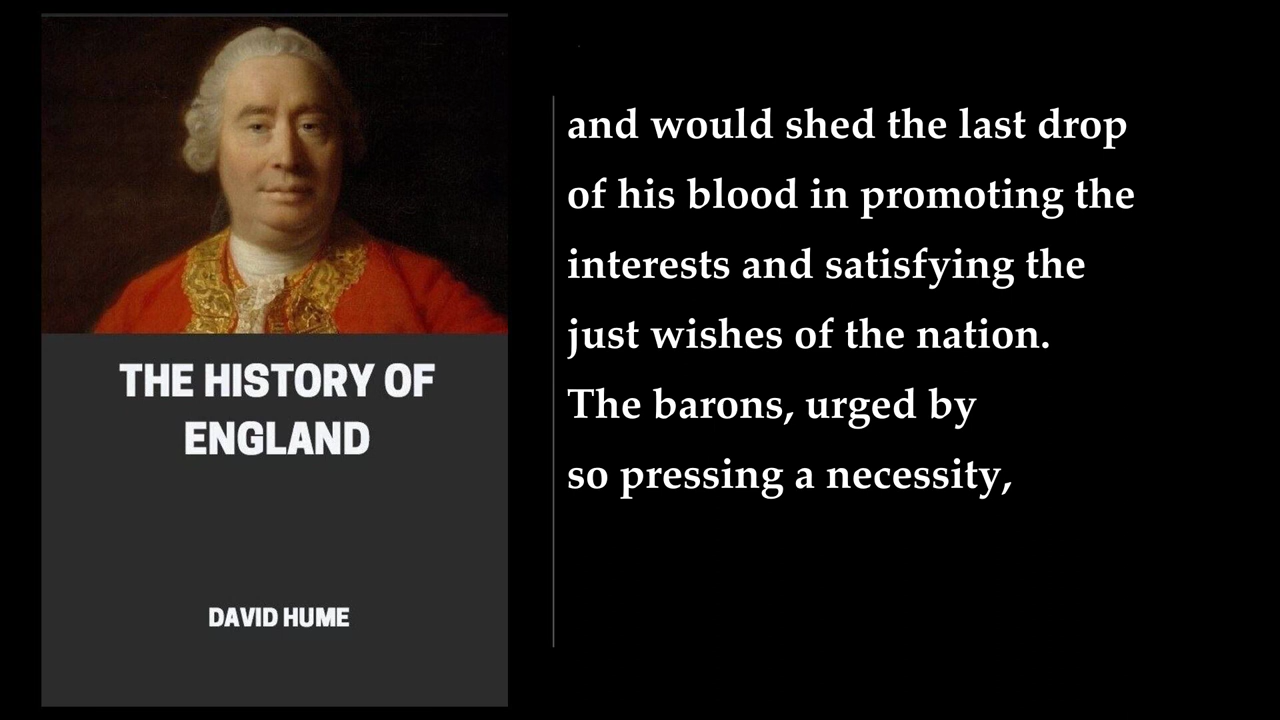 THE HISTORY OF
ENGLAND
DAVID HUME
and would shed the last drop
of his blood in promoting the
interests and satisfying the
just wishes of the nation.
The barons, urged by
so pressing a necessity,